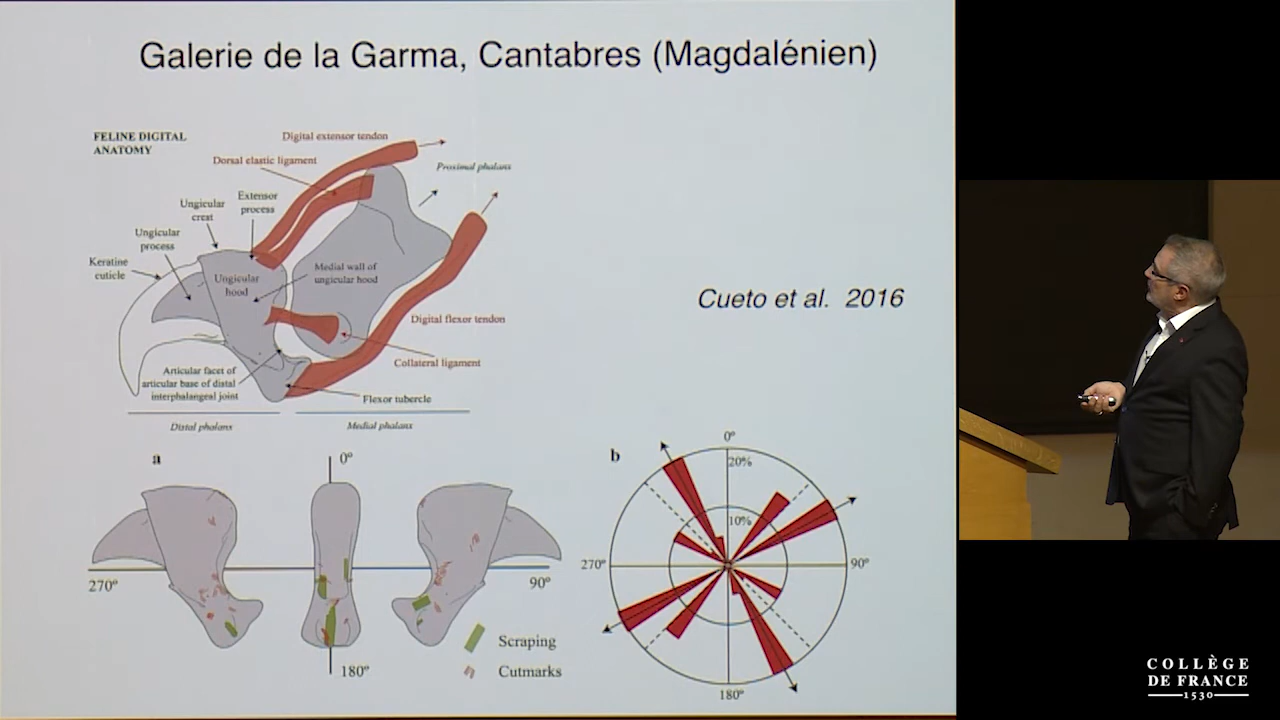 Galerie de la Garma, Cantabres (Magdalénien)
FELINE DIGITAL
ANATOMY
Digital extensor tendon
Dorsal elastic ligament
Proximal phalanx
Extensor
process
Ungicular
crest
Ungicular
process
Keratine
cuticle
Ungicular
hood
Medial wall of
ungicular hood
Cueto et al. 2016
Digital flexor tendon
Collateral ligament
Articular facet of
articular base of distal
interphalangeal joint
Flexor tubercle
Distal phalanx
Medial phalanx
a
0º
270º
90º
180º
Scraping
Cutmarks
b
0º
20%
10%
270º
90º
180º
COLLÈGE
DE FRANCE
1530